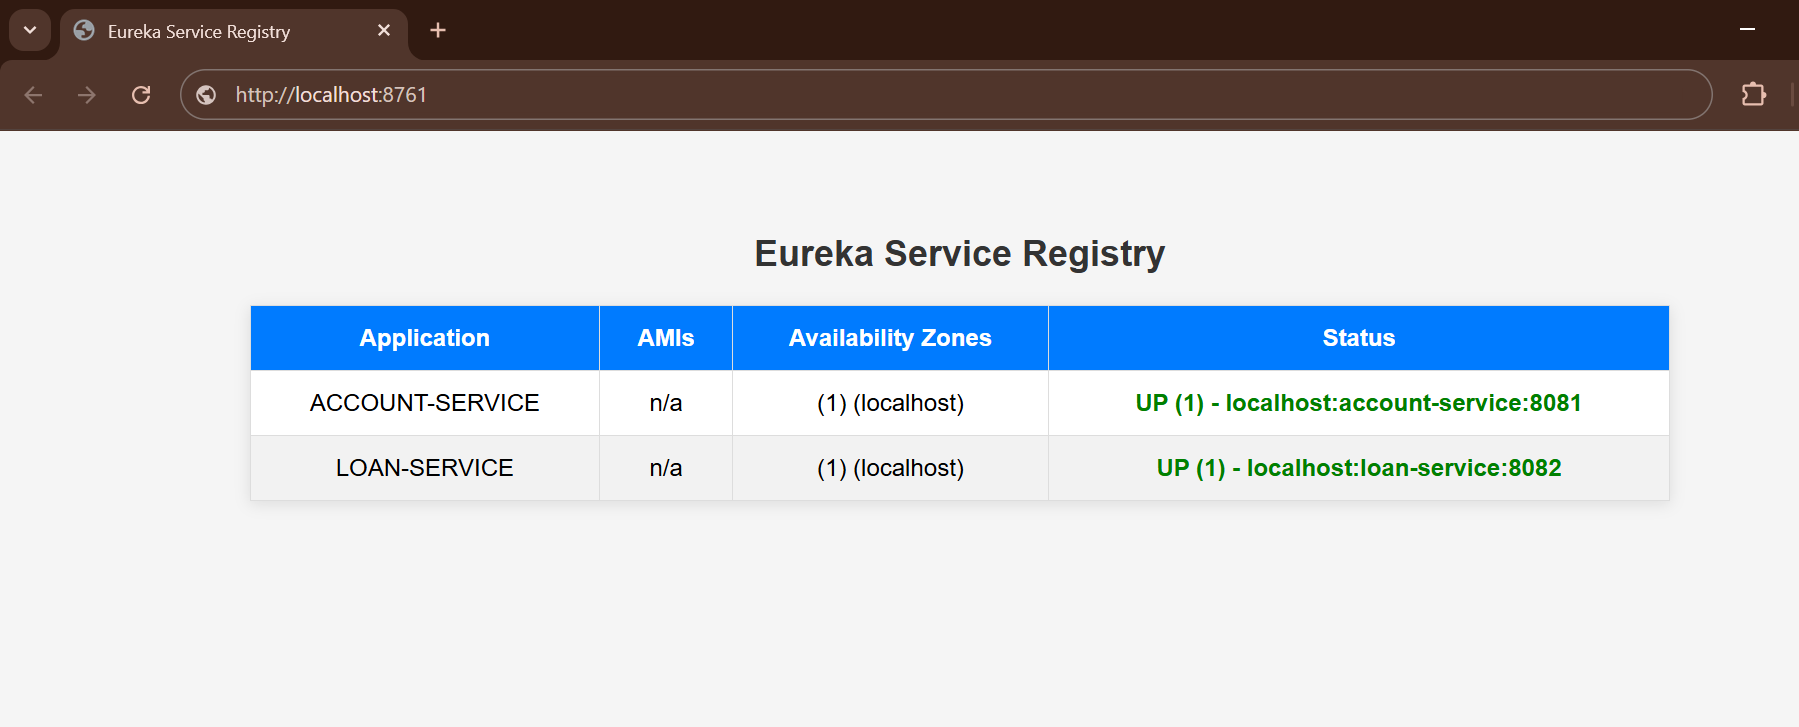 Eureka Service Registry
http://localhost:8761
Eureka Service Registry
Application AMIs Availability Zones Status
ACCOUNT-SERVICE n/a (1) (localhost) UP (1) - localhost:account-service:8081
LOAN-SERVICE n/a (1) (localhost) UP (1) - localhost:loan-service:8082